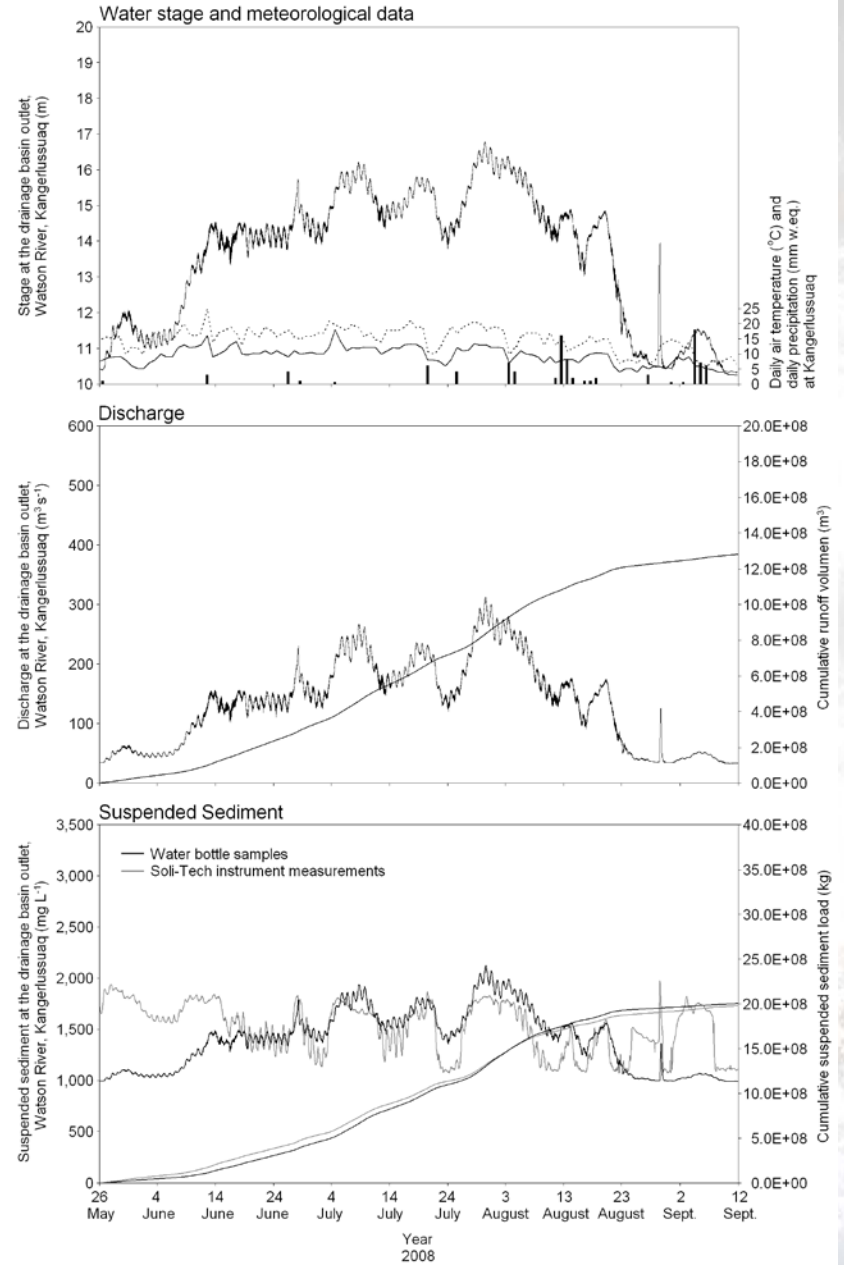 Water stage and meteorological data
Stage at the drainage basin outlet,
Watson River, Kangerlussuaq (m)
20
19
18
17
16
15
14
13
12
11
10
25
20
15
10
5
0
Daily air temperature (°C) and
daily precipitation (mm w.eq.)
at Kangerlussuaq
Discharge
Discharge at the drainage basin outlet,
Watson River, Kangerlussuaq (m³ s⁻¹)
600
500
400
300
200
100
0
20.0E+08
18.0E+08
16.0E+08
14.0E+08
12.0E+08
10.0E+08
8.0E+08
6.0E+08
4.0E+08
2.0E+08
0.0E+00
Cumulative runoff volumen (m³)
Suspended Sediment
Suspended sediment at the drainage basin outlet,
Watson River, Kangerlussuaq (mg L⁻¹)
3,500
3,000
2,500
2,000
1,500
1,000
500
0
Water bottle samples
Soli-Tech instrument measurements
40.0E+08
35.0E+08
30.0E+08
25.0E+08
20.0E+08
15.0E+08
10.0E+08
5.0E+08
0.0E+00
Cumulative suspended sediment load (kg)
26 4 14 24 4 14 24 3 13 23 2 12
May June June June July July July August August August Sept. Sept.
Year
2008